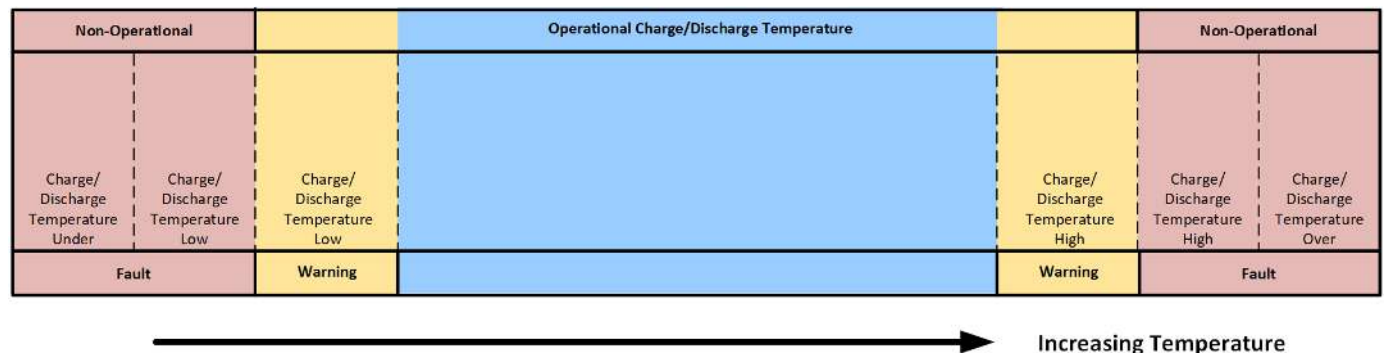 Non-Operational
Operational Charge/Discharge Temperature
Non-Operational
Charge/
Discharge
Temperature
Under
Charge/
Discharge
Temperature
Low
Charge/
Discharge
Temperature
Low
Charge/
Discharge
Temperature
High
Charge/
Discharge
Temperature
High
Charge/
Discharge
Temperature
Over
Fault
Warning
Warning
Fault
Increasing Temperature